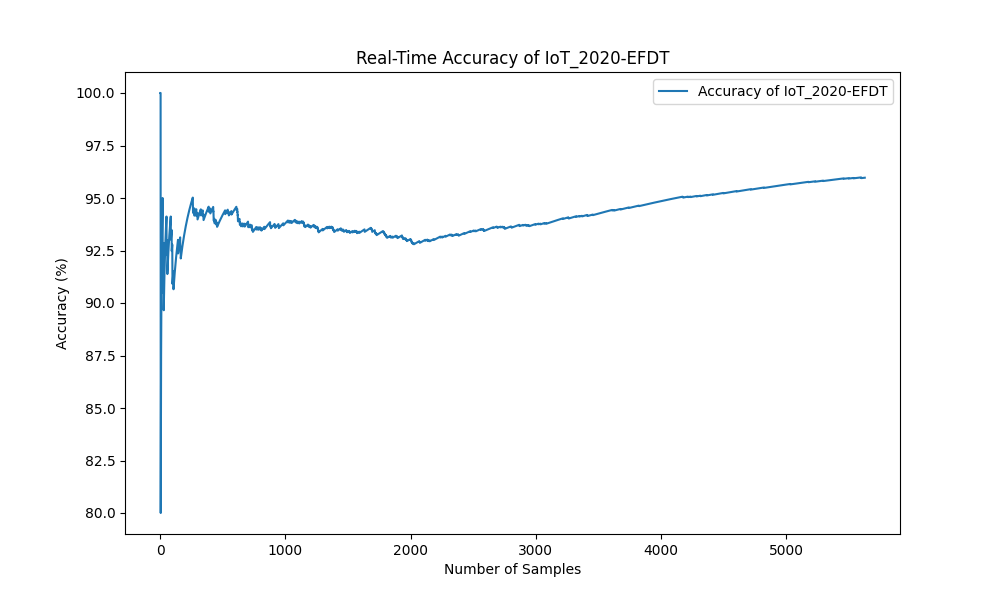 Real-Time Accuracy of IoT_2020-EFDT
Accuracy of IoT_2020-EFDT
100.0
97.5
95.0
92.5
90.0
87.5
85.0
82.5
80.0
Accuracy (%)
0 1000 2000 3000 4000 5000
Number of Samples